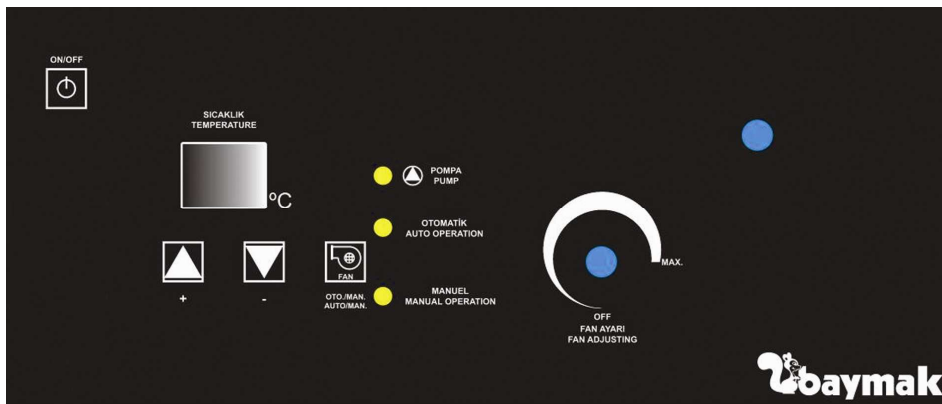 ON/OFF
SICAKLIK
TEMPERATURE
ºC
POMPA
PUMP
OTOMATİK
AUTO OPERATION
+
-
FAN
OTO./MAN.
AUTO/MAN.
MANUEL
MANUAL OPERATION
MAX.
OFF
FAN AYARI
FAN ADJUSTING
baymak